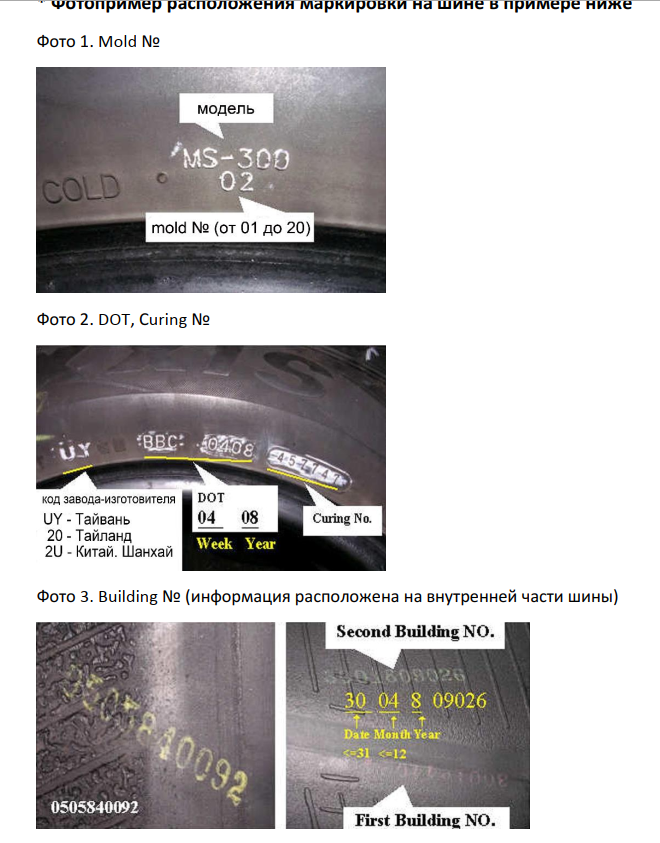 * Фотопример расположения маркировки на шине в примере ниже
Фото 1. Mold №
модель
MS-300
02
COLD
mold № (от 01 до 20)
Фото 2. DOT, Curing №
UY BBC 0408 457747
код завода-изготовителя
UY - Тайвань
20 - Тайланд
2U - Китай. Шанхай
DOT
04 08
Week Year
Curing No.
Фото 3. Building № (информация расположена на внутренней части шины)
0505840092
0505840092
Second Building NO.
30 04 8 09026
Date Month Year
<=31 <=12
First Building NO.